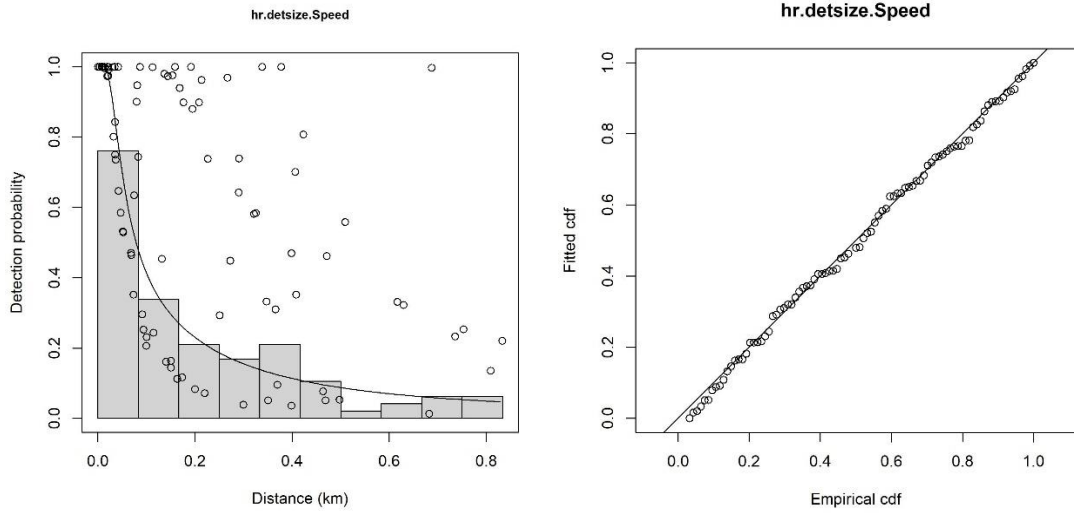 hr.detsize.Speed
Detection probability
1.0
0.8
0.6
0.4
0.2
0.0
0.0 0.2 0.4 0.6 0.8
Distance (km)
hr.detsize.Speed
Fitted cdf
1.0
0.8
0.6
0.4
0.2
0.0
0.0 0.2 0.4 0.6 0.8 1.0
Empirical cdf